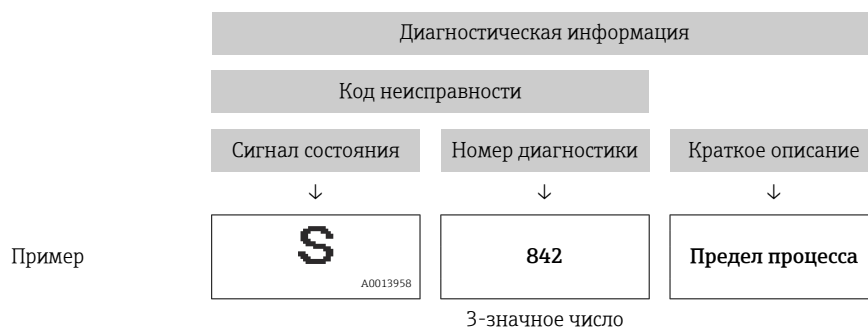 Диагностическая информация
Код неисправности
Сигнал состояния Номер диагностики Краткое описание
↓ ↓ ↓
Пример S 842 Предел процесса
A0013958
3-значное число